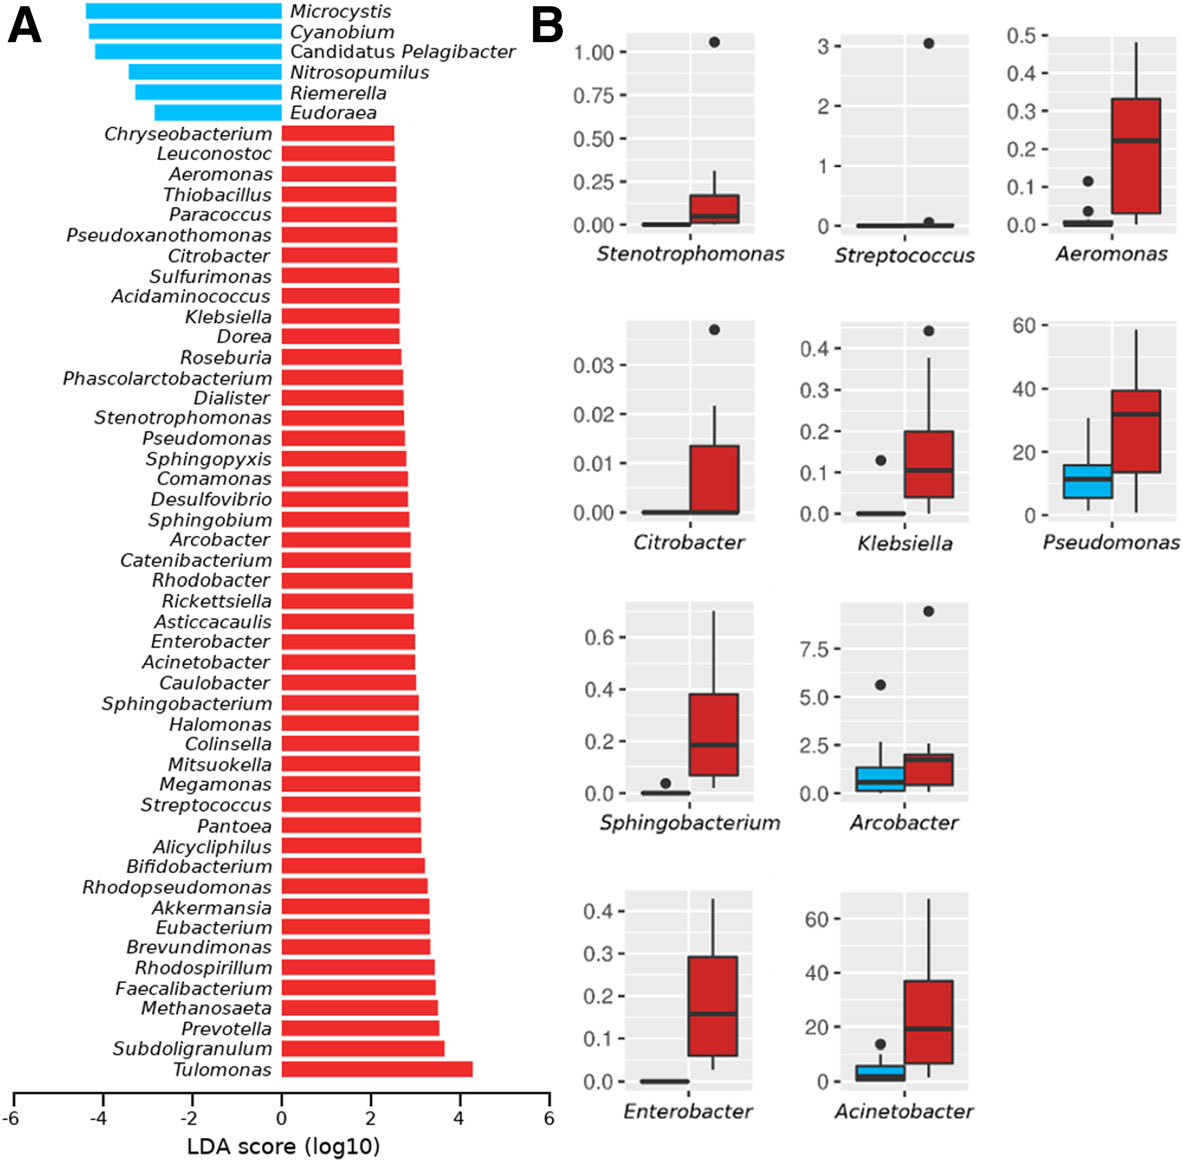 A
Microcystis
Cyanobium
Candidatus Pelagibacter
Nitrosopumilus
Riemerella
Eudoraea
Chryseobacterium
Leuconostoc
Aeromonas
Thiobacillus
Paracoccus
Pseudoxanothomonas
Citrobacter
Sulfurimonas
Acidaminococcus
Klebsiella
Dorea
Roseburia
Phascolarctobacterium
Dialister
Stenotrophomonas
Pseudomonas
Sphingopyxis
Comamonas
Desulfovibrio
Sphingobium
Arcobacter
Catenibacterium
Rhodobacter
Rickettsiella
Asticcacaulis
Enterobacter
Acinetobacter
Caulobacter
Sphingobacterium
Halomonas
Colinsella
Mitsuokella
Megamonas
Streptococcus
Pantoea
Alicycliphilus
Bifidobacterium
Rhodopseudomonas
Akkermansia
Eubacterium
Brevundimonas
Rhodospirillum
Faecalibacterium
Methanosaeta
Prevotella
Subdoligranulum
Tulomonas
-6 -4 -2 0 2 4 6
LDA score (log10)
B
1.00
0.75
0.50
0.25
0.00
Stenotrophomonas
3
2
1
0
Streptococcus
0.5
0.4
0.3
0.2
0.1
0.0
Aeromonas
0.03
0.02
0.01
0.00
Citrobacter
0.4
0.3
0.2
0.1
0.0
Klebsiella
60
40
20
0
Pseudomonas
0.6
0.4
0.2
0.0
Sphingobacterium
7.5
5.0
2.5
0.0
Arcobacter
0.4
0.3
0.2
0.1
0.0
Enterobacter
60
40
20
0
Acinetobacter